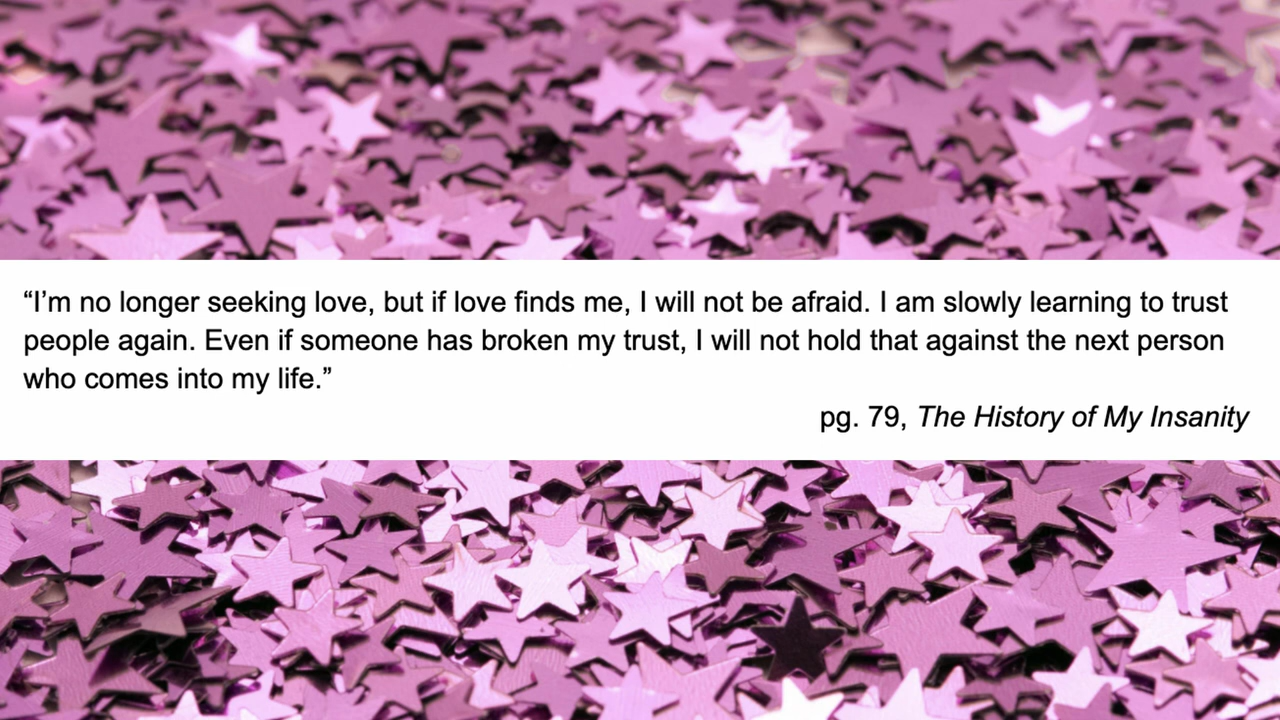 “I’m no longer seeking love, but if love finds me, I will not be afraid. I am slowly learning to trust
people again. Even if someone has broken my trust, I will not hold that against the next person
who comes into my life.”
pg. 79, The History of My Insanity